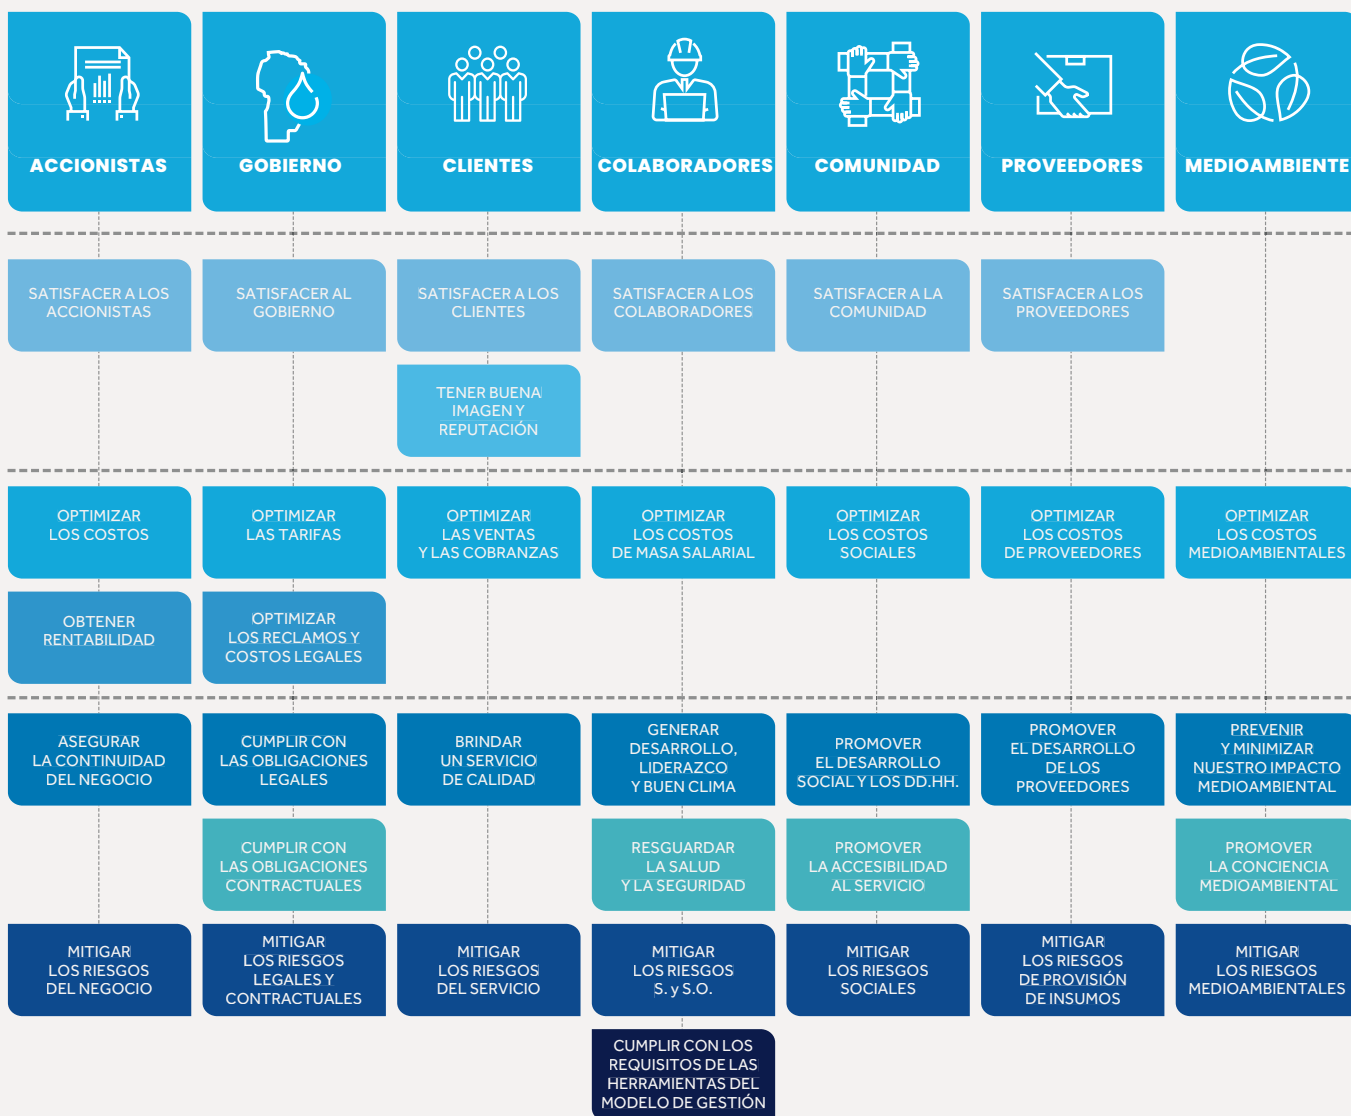 ACCIONISTAS
GOBIERNO
CLIENTES
COLABORADORES
COMUNIDAD
PROVEEDORES
MEDIOAMBIENTE
SATISFACER A LOS
ACCIONISTAS
SATISFACER AL
GOBIERNO
SATISFACER A LOS
CLIENTES
SATISFACER A LOS
COLABORADORES
SATISFACER A LA
COMUNIDAD
SATISFACER A LOS
PROVEEDORES
TENER BUENA
IMAGEN Y
REPUTACIÓN
OPTIMIZAR
LOS COSTOS
OPTIMIZAR
LAS TARIFAS
OPTIMIZAR
LAS VENTAS
Y LAS COBRANZAS
OPTIMIZAR
LOS COSTOS
DE MASA SALARIAL
OPTIMIZAR
LOS COSTOS
SOCIALES
OPTIMIZAR
LOS COSTOS
DE PROVEEDORES
OPTIMIZAR
LOS COSTOS
MEDIOAMBIENTALES
OBTENER
RENTABILIDAD
OPTIMIZAR
LOS RECLAMOS Y
COSTOS LEGALES
ASEGURAR
LA CONTINUIDAD
DEL NEGOCIO
CUMPLIR CON
LAS OBLIGACIONES
LEGALES
BRINDAR
UN SERVICIO
DE CALIDAD
GENERAR
DESARROLLO,
LIDERAZCO
Y BUEN CLIMA
PROMOVER
EL DESARROLLO
SOCIAL Y LOS DD.HH.
PROMOVER
EL DESARROLLO
DE LOS
PROVEEDORES
PREVENIR
Y MINIMIZAR
NUESTRO IMPACTO
MEDIOAMBIENTAL
CUMPLIR CON
LAS OBLIGACIONES
CONTRACTUALES
RESGUARDAR
LA SALUD
Y LA SEGURIDAD
PROMOVER
LA ACCESIBILIDAD
AL SERVICIO
PROMOVER
LA CONCIENCIA
MEDIOAMBIENTAL
MITIGAR
LOS RIESGOS
DEL NEGOCIO
MITIGAR
LOS RIESGOS
LEGALES Y
CONTRACTUALES
MITIGAR
LOS RIESGOS
DEL SERVICIO
MITIGAR
LOS RIESGOS
S. y S.O.
MITIGAR
LOS RIESGOS
SOCIALES
MITIGAR
LOS RIESGOS
DE PROVISIÓN
DE INSUMOS
MITIGAR
LOS RIESGOS
MEDIOAMBIENTALES
CUMPLIR CON LOS
REQUISITOS DE LAS
HERRAMIENTAS DEL
MODELO DE GESTIÓN